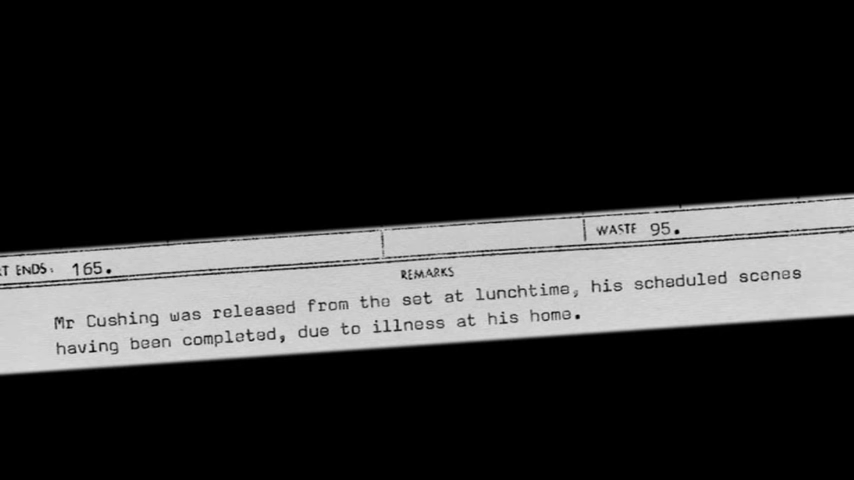 T ENDS. 165.
WASTE 95.
REMARKS
Mr Cushing was released from the set at lunchtime, his scheduled scenes
having been completed, due to illness at his home.